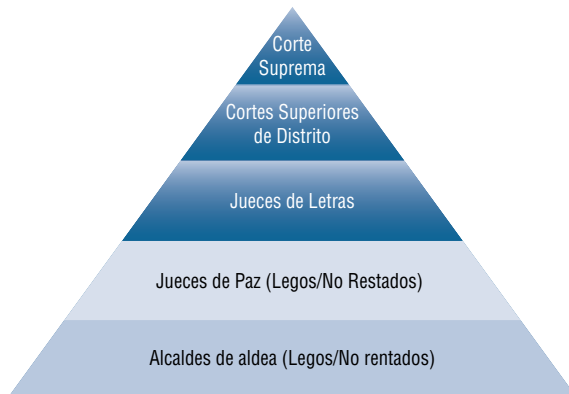 Corte
Suprema
Cortes Superiores
de Distrito
Jueces de Letras
Jueces de Paz (Legos/No Restados)
Alcaldes de aldea (Legos/No rentados)